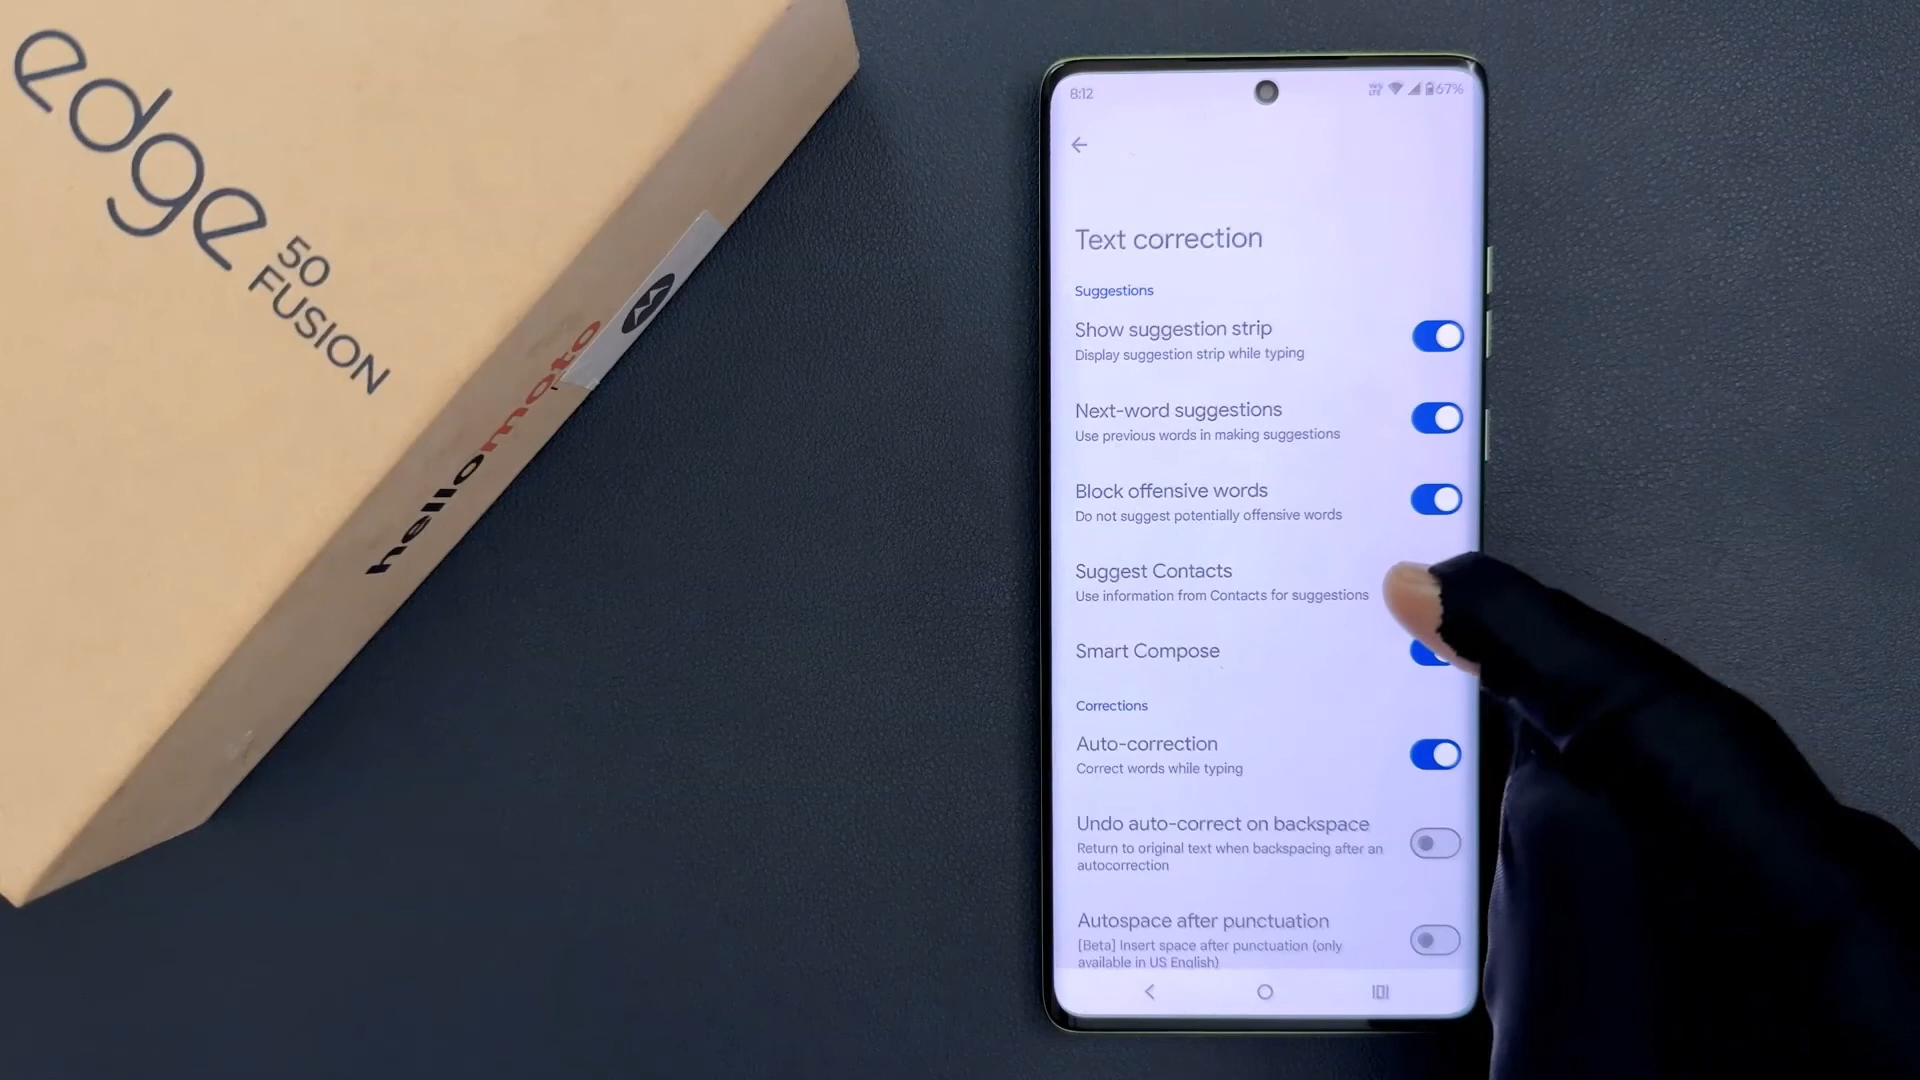 edge
50
FUSION
hellomoto
8:12
Vo
LTE
67%
Text correction
Suggestions
Show suggestion strip
Display suggestion strip while typing
Next-word suggestions
Use previous words in making suggestions
Block offensive words
Do not suggest potentially offensive words
Suggest Contacts
Use information from Contacts for suggestions
Smart Compose
Corrections
Auto-correction
Correct words while typing
Undo auto-correct on backspace
Return to original text when backspacing after an
autocorrection
Autospace after punctuation
[Beta] Insert space after punctuation (only
available in US English)